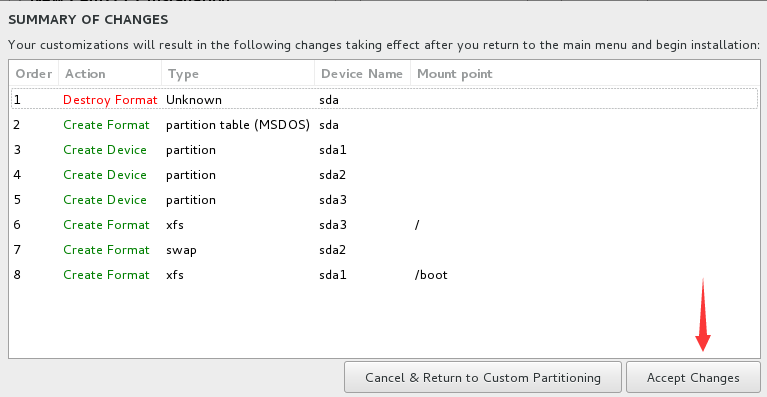 SUMMARY OF CHANGES
Your customizations will result in the following changes taking effect after you return to the main menu and begin installation:
Order Action Type Device Name Mount point
1 Destroy Format Unknown sda
2 Create Format partition table (MSDOS) sda
3 Create Device partition sda1
4 Create Device partition sda2
5 Create Device partition sda3
6 Create Format xfs sda3 /
7 Create Format swap sda2
8 Create Format xfs sda1 /boot
Cancel & Return to Custom Partitioning Accept Changes